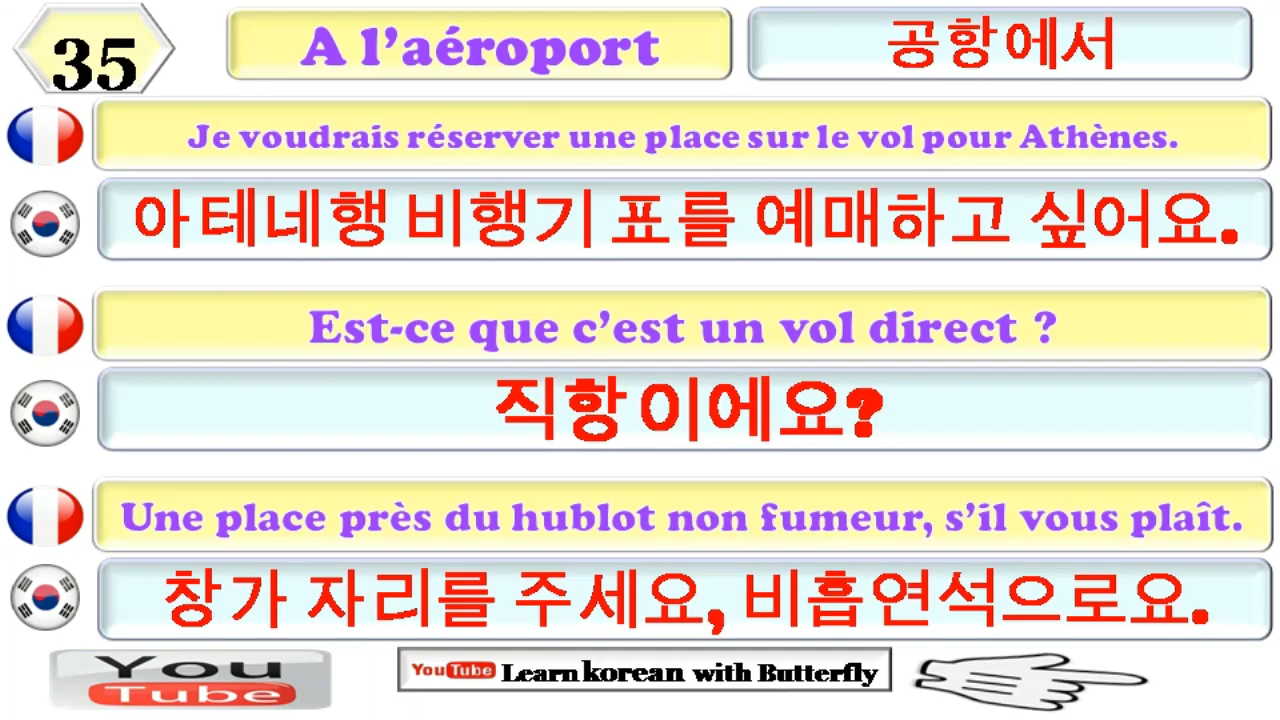 35
A l’aéroport
공항에서
Je voudrais réserver une place sur le vol pour Athènes.
아테네행 비행기 표를 예매하고 싶어요.
Est-ce que c’est un vol direct ?
직항이에요?
Une place près du hublot non fumeur, s’il vous plaît.
창가 자리를 주세요, 비흡연석으로요.
You Tube
YouTube Learn korean with Butterfly